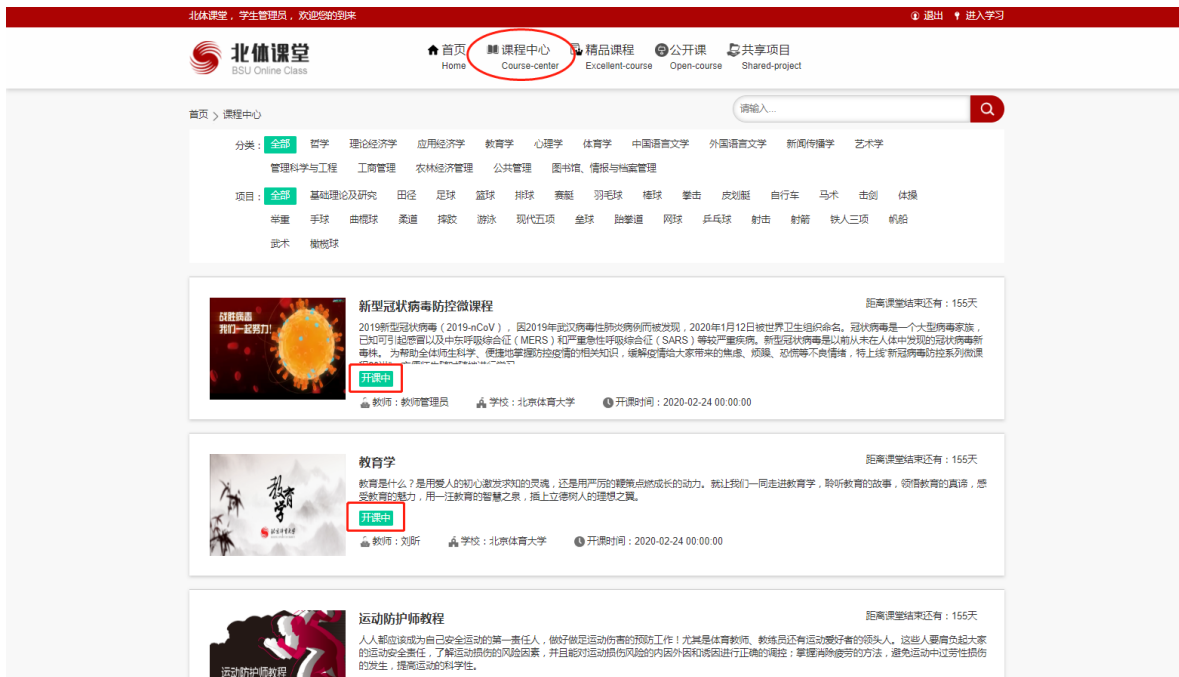 北体课堂，学生管理员，欢迎您的到来
退出 进入学习
北体课堂
BSU Online Class
首页 课程中心 精品课程 公开课 共享项目
Home Course-center Excellent-course Open-course Shared-project
首页 > 课程中心
请输入...
分类： 全部 哲学 理论经济学 应用经济学 教育学 心理学 体育学 中国语言文学 外国语言文学 新闻传播学 艺术学
管理科学与工程 工商管理 农林经济管理 公共管理 图书馆、情报与档案管理
项目： 全部 基础理论及研究 田径 足球 篮球 排球 赛艇 羽毛球 棒球 拳击 皮划艇 自行车 马术 击剑 体操
举重 手球 曲棍球 柔道 摔跤 游泳 现代五项 垒球 跆拳道 网球 乒乓球 射击 射箭 铁人三项 帆船
武术 橄榄球
战胜病毒
我们一起努力!
新型冠状病毒防控微课程
距离课堂结束还有：155天
2019新型冠状病毒（2019-nCoV），因2019年武汉病毒性肺炎病例而被发现，2020年1月12日被世界卫生组织命名。冠状病毒是一个大型病毒家族，
已知可引起感冒以及中东呼吸综合征（MERS）和严重急性呼吸综合征（SARS）等较严重疾病。新型冠状病毒是以前从未在人体中发现的冠状病毒新
毒株。 为帮助全体师生科学、便捷地掌握防控疫情的相关知识，缓解疫情给大家带来的焦虑、烦躁、恐慌等不良情绪，特上线'新冠病毒防控系列微课
开课中
教师：教师管理员 学校：北京体育大学 开课时间：2020-02-24 00:00:00
教育学
教育学
距离课堂结束还有：155天
教育是什么？是用爱人的初心激发求知的灵魂，还是用严厉的鞭策点燃成长的动力。就让我们一同走进教育学，聆听教育的故事，领悟教育的真谛，感
受教育的魅力，用一汪教育的智慧之泉，插上立德树人的理想之翼。
开课中
教师：刘昕 学校：北京体育大学 开课时间：2020-02-24 00:00:00
运动防护师教程
运动防护师教程
距离课堂结束还有：155天
人人都应该成为自己安全运动的第一责任人，做好做足运动伤害的预防工作！尤其是体育教师、教练员还有运动爱好者的领头人。这些人要肩负起大家
的运动安全责任，了解运动损伤的风险因素，并且能对运动损伤风险的内因外因和诱因进行正确的调控；掌握消除疲劳的方法，避免运动中过劳性损伤
的发生，提高运动的科学性。